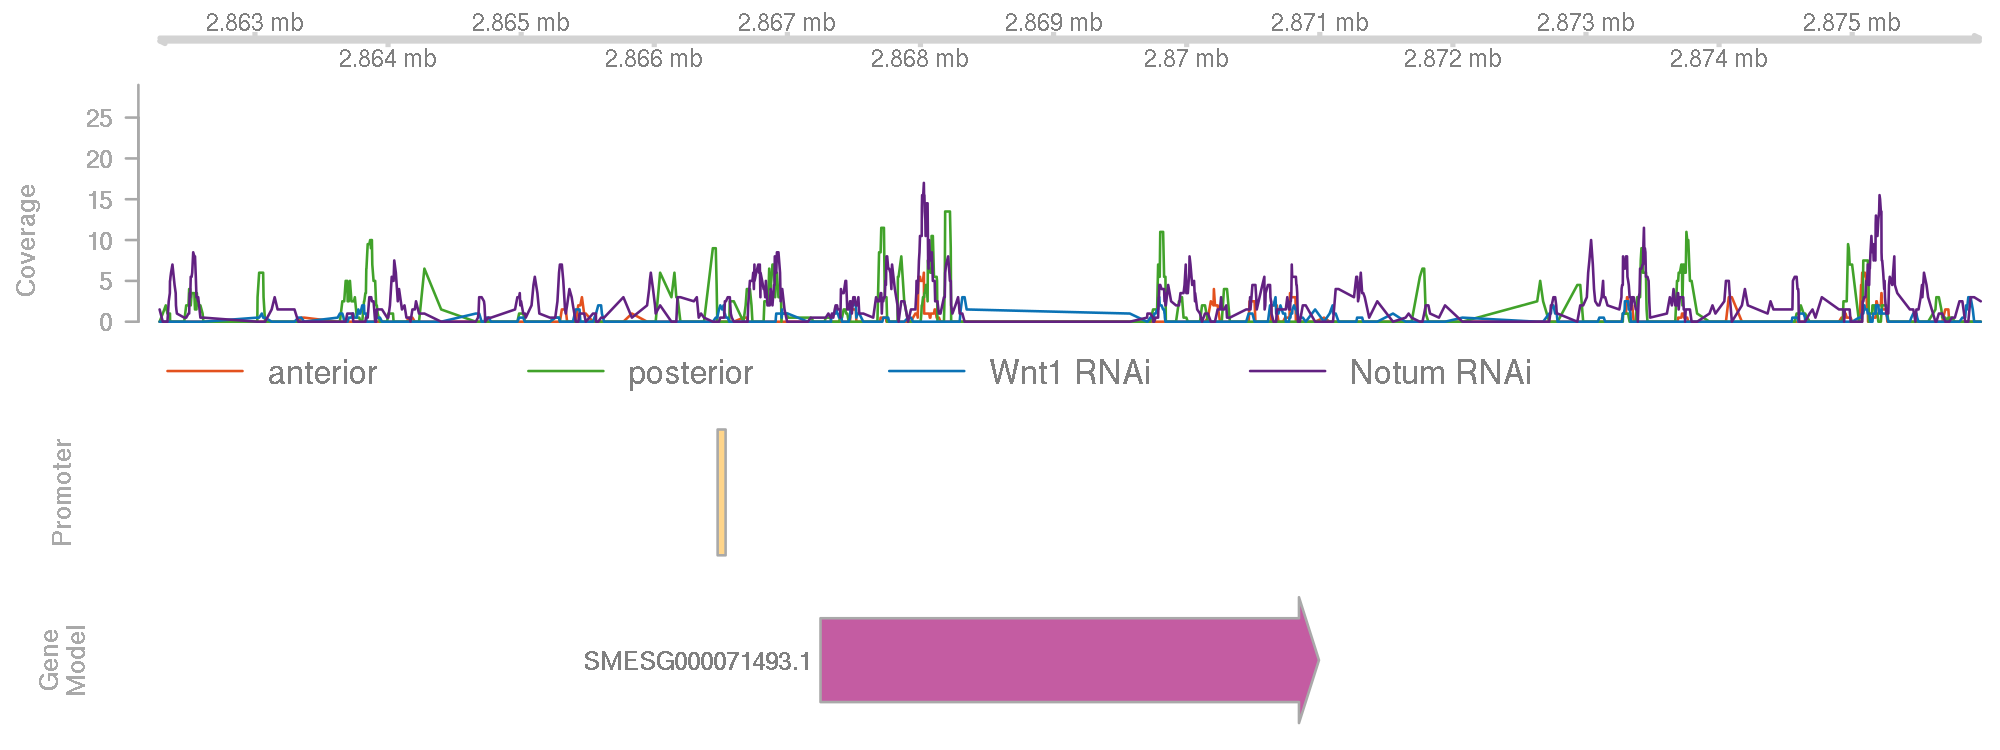 2.863 mb 2.865 mb 2.867 mb 2.869 mb 2.871 mb 2.873 mb 2.875 mb
2.864 mb 2.866 mb 2.868 mb 2.87 mb 2.872 mb 2.874 mb
Coverage
25
20
15
10
5
0
anterior posterior Wnt1 RNAi Notum RNAi
Promoter
Gene
Model
SMESG000071493.1